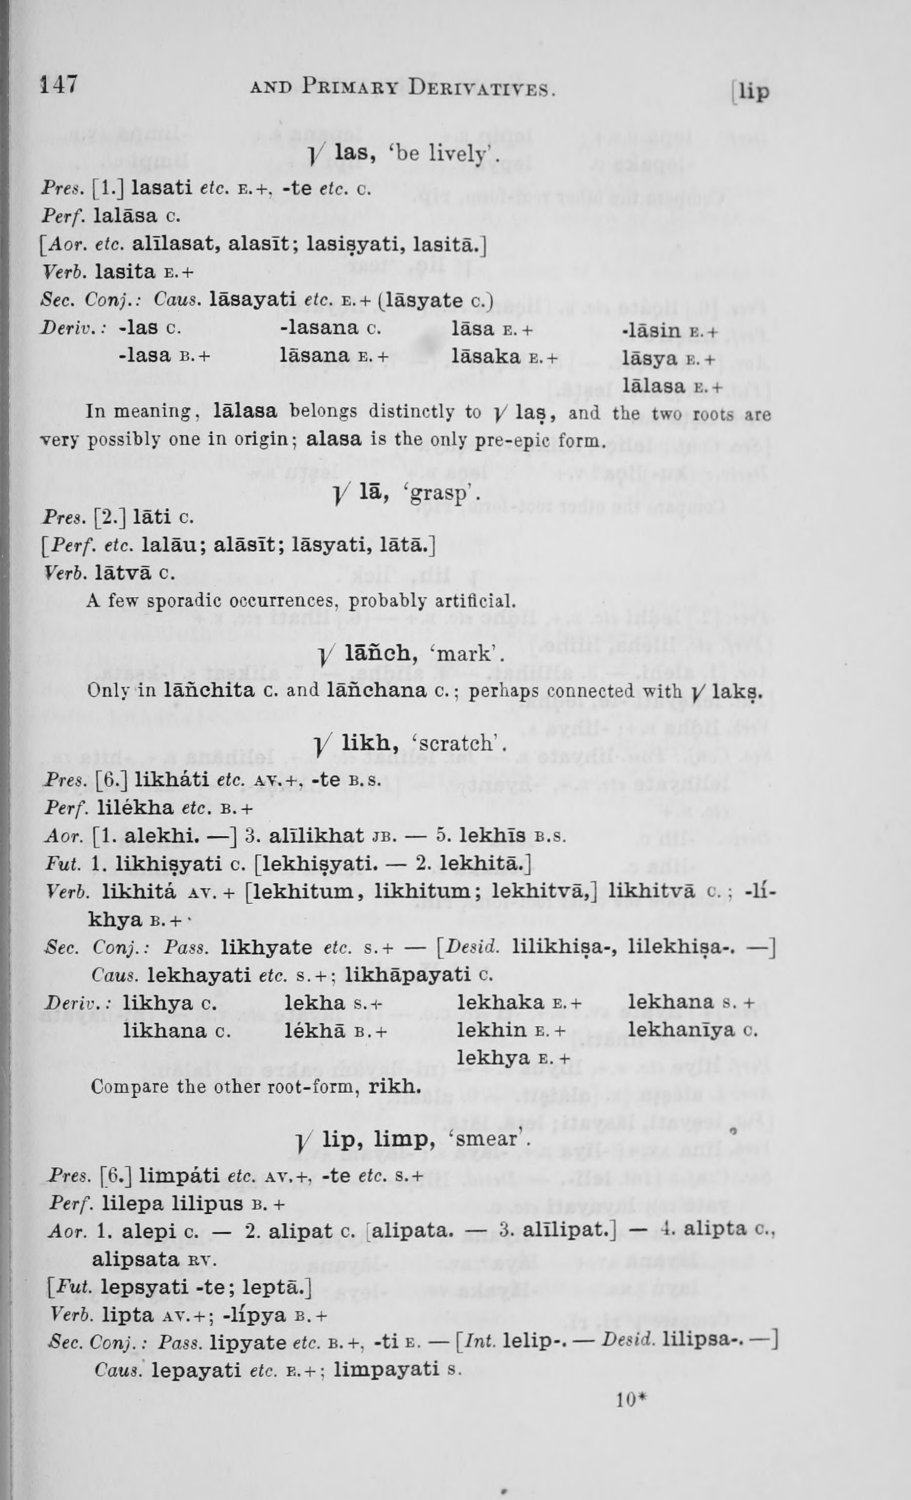 147 AND PRIMARY DERIVATIVES. [lip
√ las, ‘be lively’.
Pres. [1.] lasati etc. E.+, -te etc. C.
Perf. lalāsa C.
[Aor. etc. alīlasat, alasīt; lasiṣyati, lasitā.]
Verb. lasita E.+
Sec. Conj.: Caus. lāsayati etc. E.+ (lāsyate C.)
Deriv.: -las C. -lasana C. lāsa E.+ -lāsin E.+
-lasa B.+ lāsana E.+ lāsaka E.+ lāsya E.+
lālasa E.+
In meaning, lālasa belongs distinctly to √ laṣ, and the two roots are
very possibly one in origin; alasa is the only pre-epic form.
√ lā, ‘grasp’.
Pres. [2.] lāti C.
[Perf. etc. lalāu; alāsīt; lāsyati, lātā.]
Verb. lātvā C.
A few sporadic occurrences, probably artificial.
√ lāñch, ‘mark’.
Only in lāñchita C. and lāñchana C.; perhaps connected with √ lakṣ.
√ likh, ‘scratch’.
Pres. [6.] likháti etc. AV.+, -te B.S.
Perf. lilékha etc. B.+
Aor. [1. alekhi. —] 3. alīlikhat JB. — 5. lekhīs B.S.
Fut. 1. likhiṣyati C. [lekhiṣyati. — 2. lekhitā.]
Verb. likhitá AV.+ [lekhitum, likhitum; lekhitvā,] likhitvā C.; -lí-
khya B.+
Sec. Conj.: Pass. likhyate etc. S.+ — [Desid. lilikhiṣa-, lilekhiṣa-. —]
Caus. lekhayati etc. S.+; likhāpayati C.
Deriv.: likhya C. lekha S.+ lekhaka E.+ lekhana S.+
likhana C. lékhā B.+ lekhin E.+ lekhanīya C.
lekhya E.+
Compare the other root-form, rikh.
√ lip, limp, ‘smear’.
Pres. [6.] limpáti etc. AV.+, -te etc. S.+
Perf. lilepa lilipus B.+
Aor. 1. alepi C. — 2. alipat C. [alipata. — 3. alīlipat.] — 4. alipta C.,
alipsata RV.
[Fut. lepsyati -te; leptā.]
Verb. lipta AV.+; -lípya B.+
Sec. Conj.: Pass. lipyate etc. B.+, -ti E. — [Int. lelip-. — Desid. lilipsa-. —]
Caus. lepayati etc. E.+; limpayati S.
10*